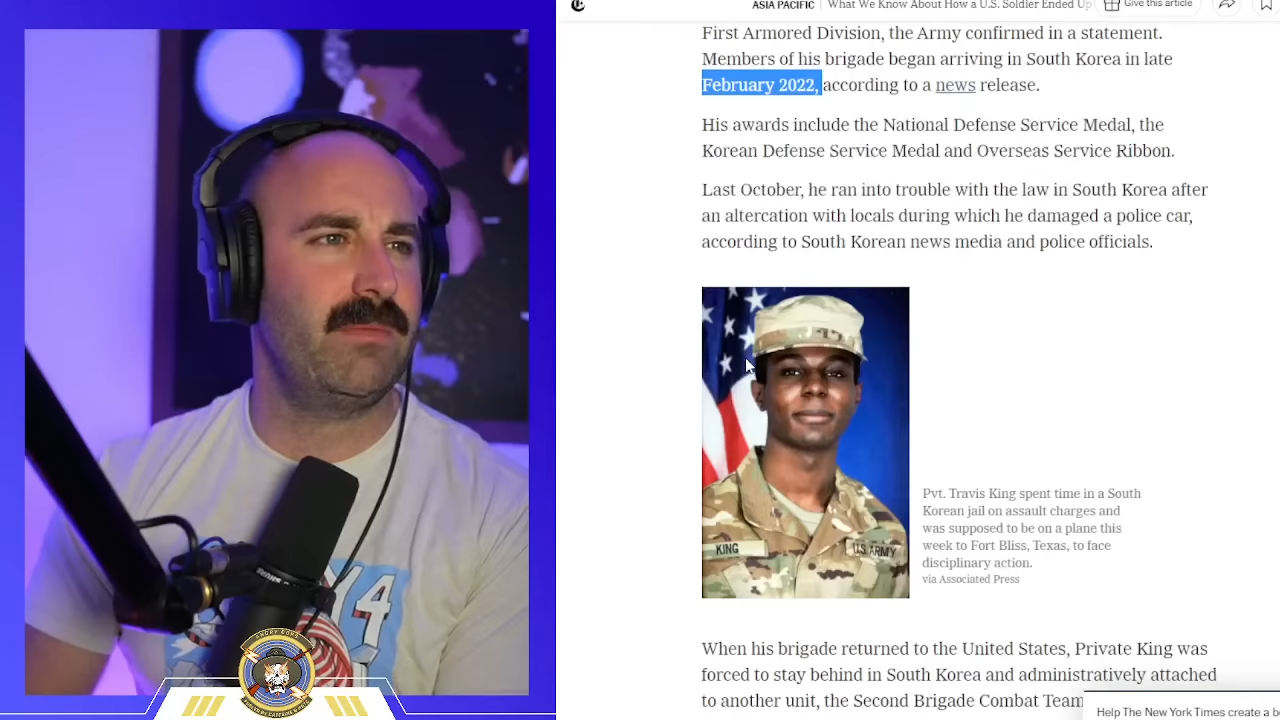 ASIA PACIFIC | What We Know About How a U.S. Soldier Ended Up
Give this article
First Armored Division, the Army confirmed in a statement.
Members of his brigade began arriving in South Korea in late
February 2022, according to a news release.
His awards include the National Defense Service Medal, the
Korean Defense Service Medal and Overseas Service Ribbon.
Last October, he ran into trouble with the law in South Korea after
an altercation with locals during which he damaged a police car,
according to South Korean news media and police officials.
KING
U.S. ARMY
Pvt. Travis King spent time in a South
Korean jail on assault charges and
was supposed to be on a plane this
week to Fort Bliss, Texas, to face
disciplinary action.
via Associated Press
When his brigade returned to the United States, Private King was
forced to stay behind in South Korea and administratively attached
to another unit, the Second Brigade Combat Team
Help The New York Times create a be
ANGRY COPS